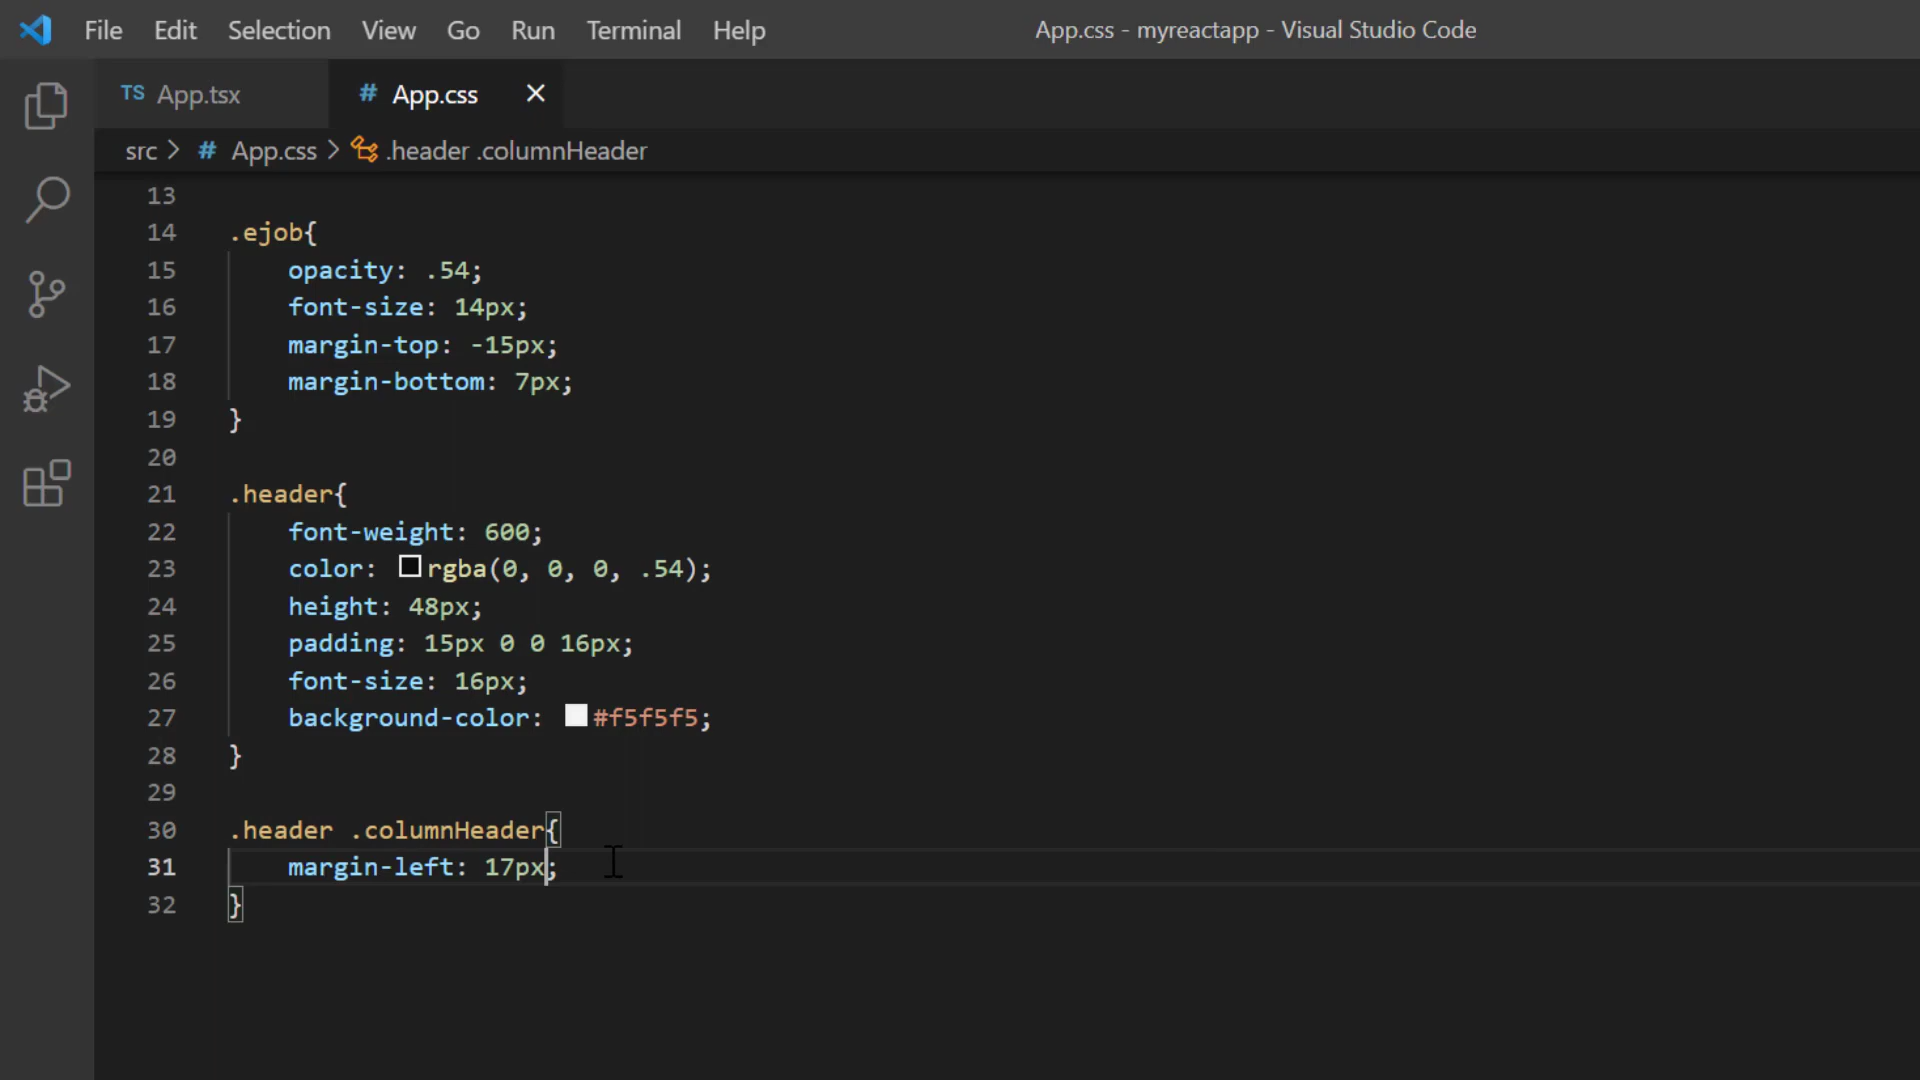 File Edit Selection View Go Run Terminal Help App.css - myreactapp - Visual Studio Code
TS App.tsx # App.css
src > # App.css > .header .columnHeader
13
14 .ejob{
15 opacity: .54;
16 font-size: 14px;
17 margin-top: -15px;
18 margin-bottom: 7px;
19 }
20
21 .header{
22 font-weight: 600;
23 color: rgba(0, 0, 0, .54);
24 height: 48px;
25 padding: 15px 0 0 16px;
26 font-size: 16px;
27 background-color: #f5f5f5;
28 }
29
30 .header .columnHeader{
31 margin-left: 17px;
32 }